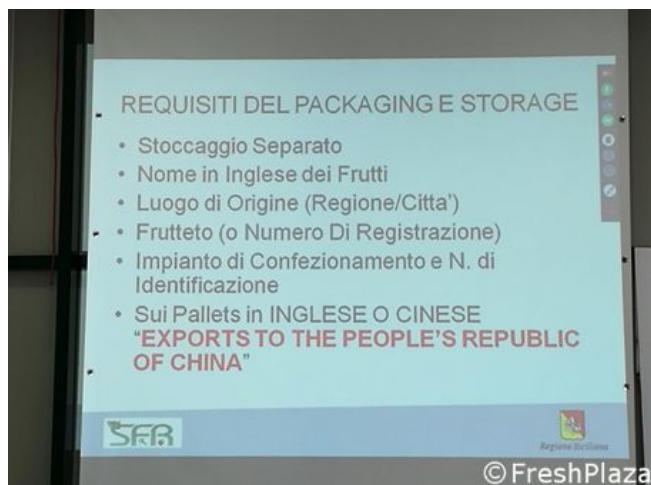 REQUISITI DEL PACKAGING E STORAGE
• Stoccaggio Separato
• Nome in Inglese dei Frutti
• Luogo di Origine (Regione/Citta')
• Frutteto (o Numero Di Registrazione)
• Impianto di Confezionamento e N. di
Identificazione
• Sui Pallets in INGLESE O CINESE
"EXPORTS TO THE PEOPLE'S REPUBLIC
OF CHINA"
Regione Siciliana
©FreshPlaza